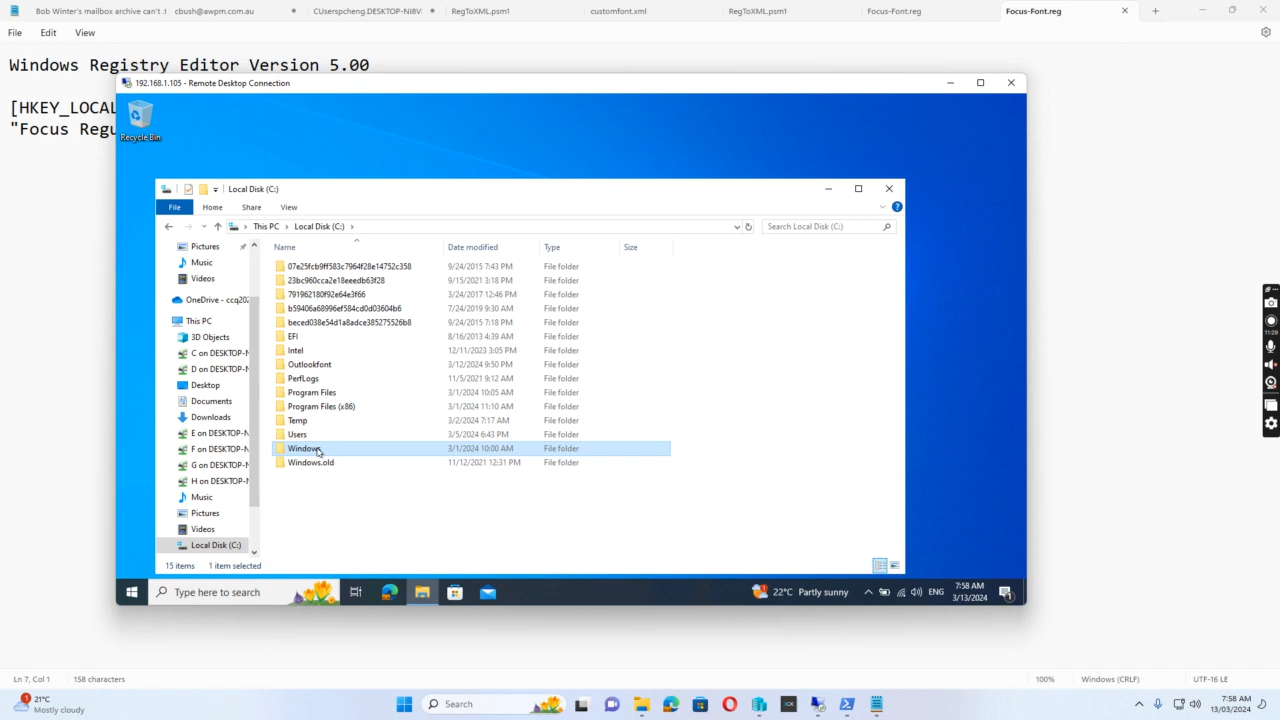 Bob Winter's mailbox archive can't .t
cbush@awpm.com.au
CUserspcheng.DESKTOP-NI8V
RegToXML.psm1
customfont.xml
RegToXML.psm1
Focus-Font.reg
Focus-Font.reg
File Edit View
Windows Registry Editor Version 5.00
[HKEY_LOCAL
"Focus Regu
192.168.1.105 - Remote Desktop Connection
Recycle Bin
Local Disk (C:)
File Home Share View
This PC > Local Disk (C:) >
Search Local Disk (C:)
Pictures
Music
Videos
OneDrive - ccq202
This PC
3D Objects
C on DESKTOP-N
D on DESKTOP-N
Desktop
Documents
Downloads
E on DESKTOP-N
F on DESKTOP-N
G on DESKTOP-N
H on DESKTOP-N
Music
Pictures
Videos
Local Disk (C:)
Name Date modified Type Size
07e25fcb9ff583c7964f28e14752c358 9/24/2015 7:43 PM File folder
23bc960cca2e18eeedb63f28 9/15/2021 3:18 PM File folder
791962180f92e64e3f66 3/24/2017 12:46 PM File folder
b59406a68996ef584cd0d03604b6 7/24/2019 9:30 AM File folder
beced038e54d1a8adce385275526b8 9/24/2015 7:18 PM File folder
EFI 8/16/2013 4:39 AM File folder
Intel 12/11/2023 3:05 PM File folder
Outlookfont 3/12/2024 9:50 PM File folder
PerfLogs 11/5/2021 9:12 AM File folder
Program Files 3/1/2024 10:05 AM File folder
Program Files (x86) 3/1/2024 11:10 AM File folder
Temp 3/2/2024 7:17 AM File folder
Users 3/5/2024 6:43 PM File folder
Windows 3/1/2024 10:00 AM File folder
Windows.old 11/12/2021 12:31 PM File folder
15 items 1 item selected
Type here to search
22°C Partly sunny
ENG
7:58 AM
3/13/2024
1
11:29
Ln 7, Col 1 158 characters
100% Windows (CRLF) UTF-16 LE
1
21°C
Mostly cloudy
Search
7:58 AM
13/03/2024